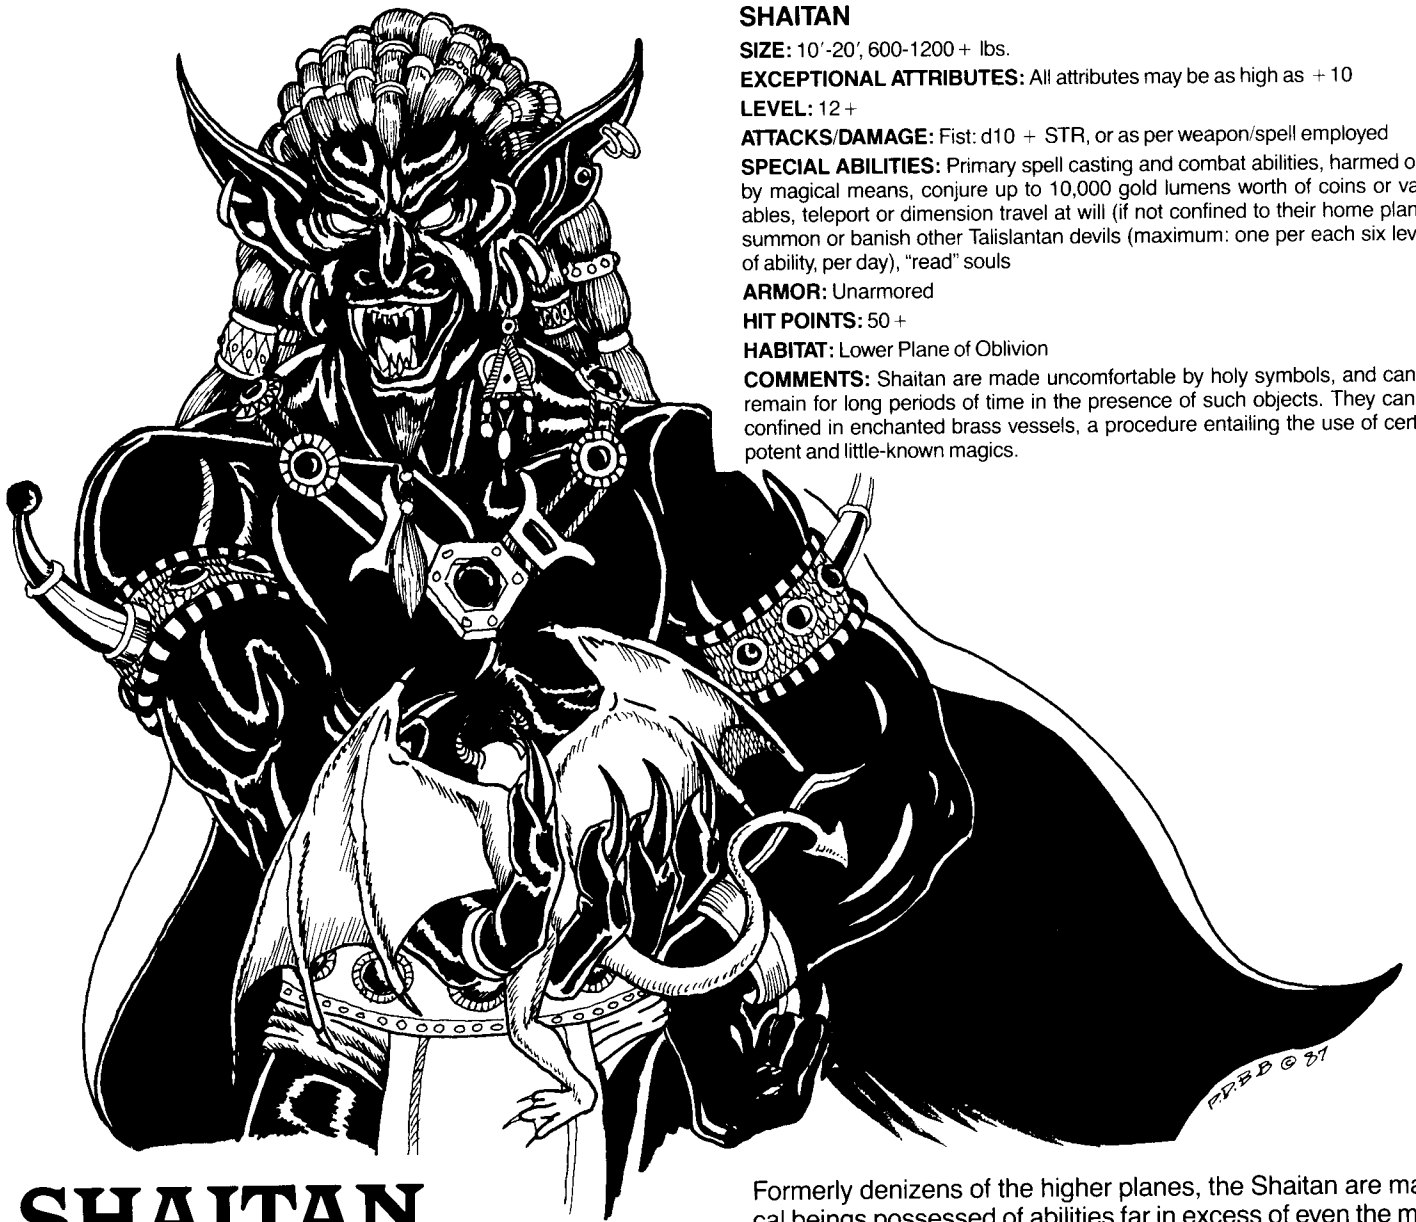 SHAITAN
SIZE: 10'-20', 600-1200 + lbs.
EXCEPTIONAL ATTRIBUTES: All attributes may be as high as + 10
LEVEL: 12 +
ATTACKS/DAMAGE: Fist: d10 + STR, or as per weapon/spell employed
SPECIAL ABILITIES: Primary spell casting and combat abilities, harmed o
by magical means, conjure up to 10,000 gold lumens worth of coins or va
ables, teleport or dimension travel at will (if not confined to their home plan
summon or banish other Talislantan devils (maximum: one per each six lev
of ability, per day), "read" souls
ARMOR: Unarmored
HIT POINTS: 50 +
HABITAT: Lower Plane of Oblivion
COMMENTS: Shaitan are made uncomfortable by holy symbols, and can
remain for long periods of time in the presence of such objects. They can
confined in enchanted brass vessels, a procedure entailing the use of cert
potent and little-known magics.
P.D.B B © 87
SHAITAN
Formerly denizens of the higher planes, the Shaitan are ma
cal beings possessed of abilities far in excess of even the m